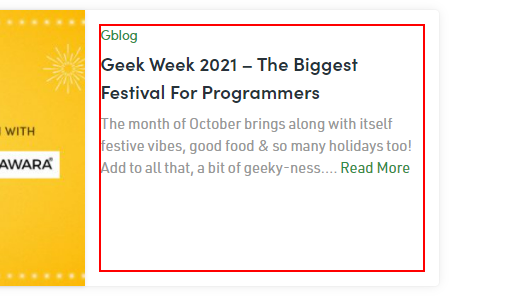 Gblog
Geek Week 2021 – The Biggest
Festival For Programmers
The month of October brings along with itself
festive vibes, good food & so many holidays too!
Add to all that, a bit of geeky-ness.... Read More
WITH
AWARA